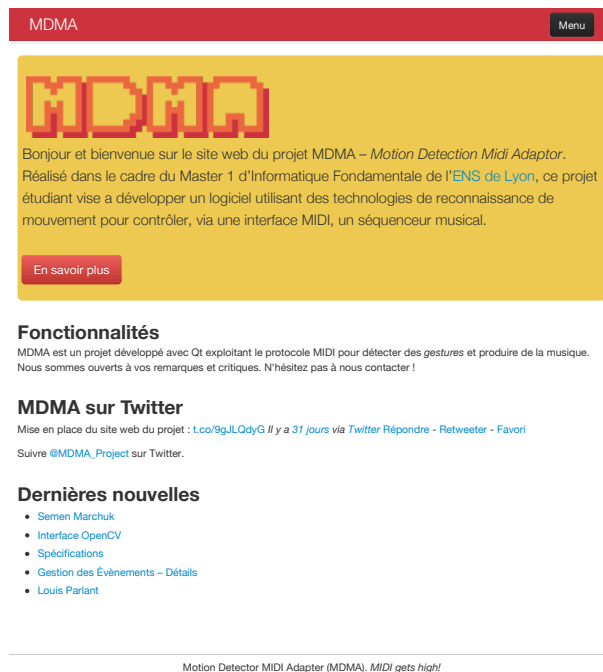 MDMA
Menu
MDMA
Bonjour et bienvenue sur le site web du projet MDMA – Motion Detection Midi Adaptor.
Réalisé dans le cadre du Master 1 d'Informatique Fondamentale de l'ENS de Lyon, ce projet
étudiant vise a développer un logiciel utilisant des technologies de reconnaissance de
mouvement pour contrôler, via une interface MIDI, un séquenceur musical.
En savoir plus
Fonctionnalités
MDMA est un projet développé avec Qt exploitant le protocole MIDI pour détecter des gestures et produire de la musique.
Nous sommes ouverts à vos remarques et critiques. N'hésitez pas à nous contacter !
MDMA sur Twitter
Mise en place du site web du projet : t.co/9gJLQdyG Il y a 31 jours via Twitter Répondre - Retweeter - Favori
Suivre @MDMA_Project sur Twitter.
Dernières nouvelles
Semen Marchuk
Interface OpenCV
Spécifications
Gestion des Évènements – Détails
Louis Parlant
Motion Detector MIDI Adapter (MDMA). MIDI gets high!